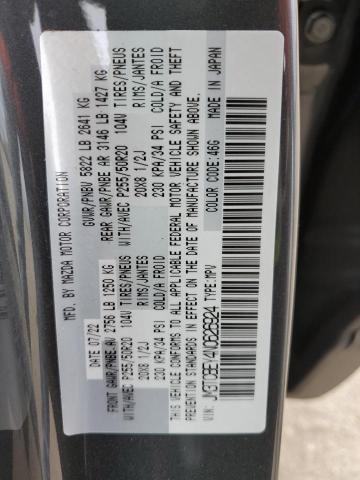 MFD. BY MAZDA MOTOR CORPORATION
07/22 GVWR/PNBV 5822 LB 2641 KG
FRONT GAWR/PNBE AV 2756 LB 1250 KG REAR GAWR/PNBE AR 3146 LB 1427 KG
WITH/AVEC P255/50R20 104V TIRES/PNEUS WITH/AVEC P255/50R20 104V TIRES/PNEUS
20X8 1/2J RIMS/JANTES 20X8 1/2J RIMS/JANTES
230 KPA/34 PSI COLD/A FROID 230 KPA/34 PSI COLD/A FROID
THIS VEHICLE CONFORMS TO ALL APPLICABLE FEDERAL MOTOR VEHICLE SAFETY AND THEFT PREVENTION
STANDARDS IN EFFECT ON THE DATE OF MANUFACTURE SHOWN ABOVE.
VIN: TYPE:MPV COLOR CODE:46G MADE IN JAPAN